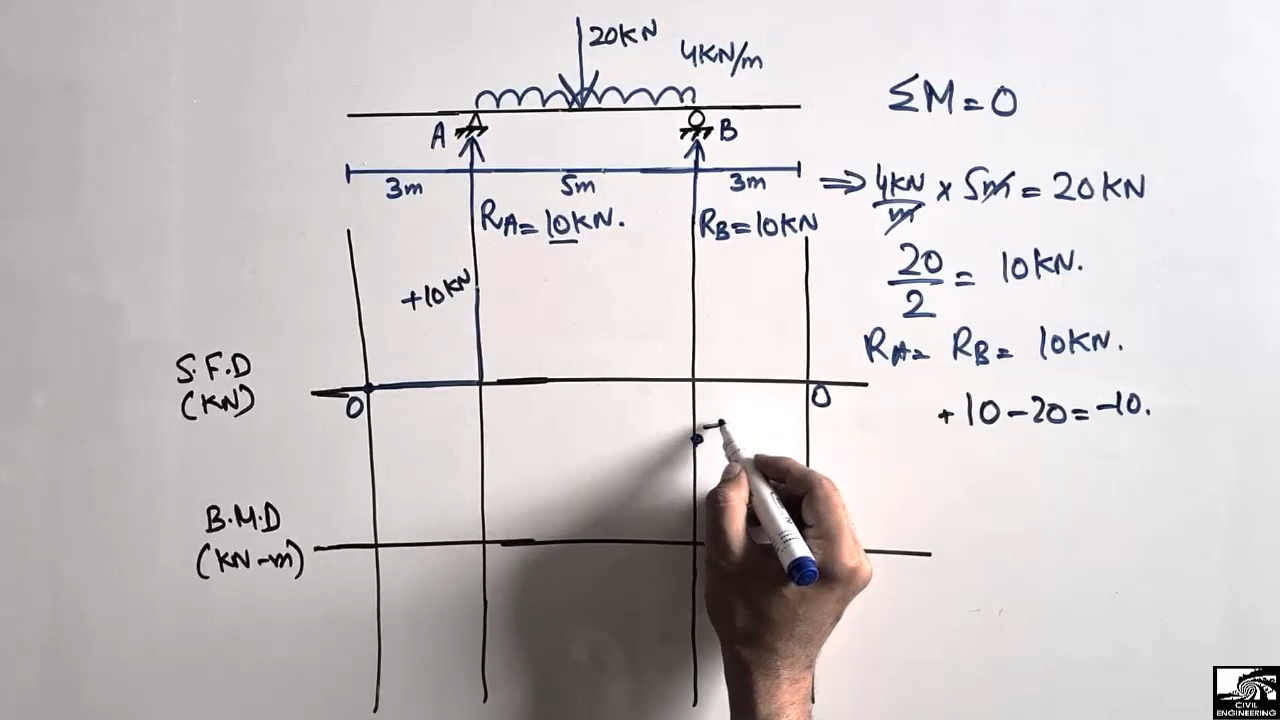 20KN
4KN/m
A
B
3m
5m
3m
RA=10KN.
RB=10KN
+10KN
S.F.D
(KN)
0
0
B.M.D
(KN-m)
ΣM=0
⇒ 4KN/m × 5m = 20KN
20/2 = 10KN.
RA= RB= 10KN.
+10-20=-10.
CIVIL
ENGINEERING